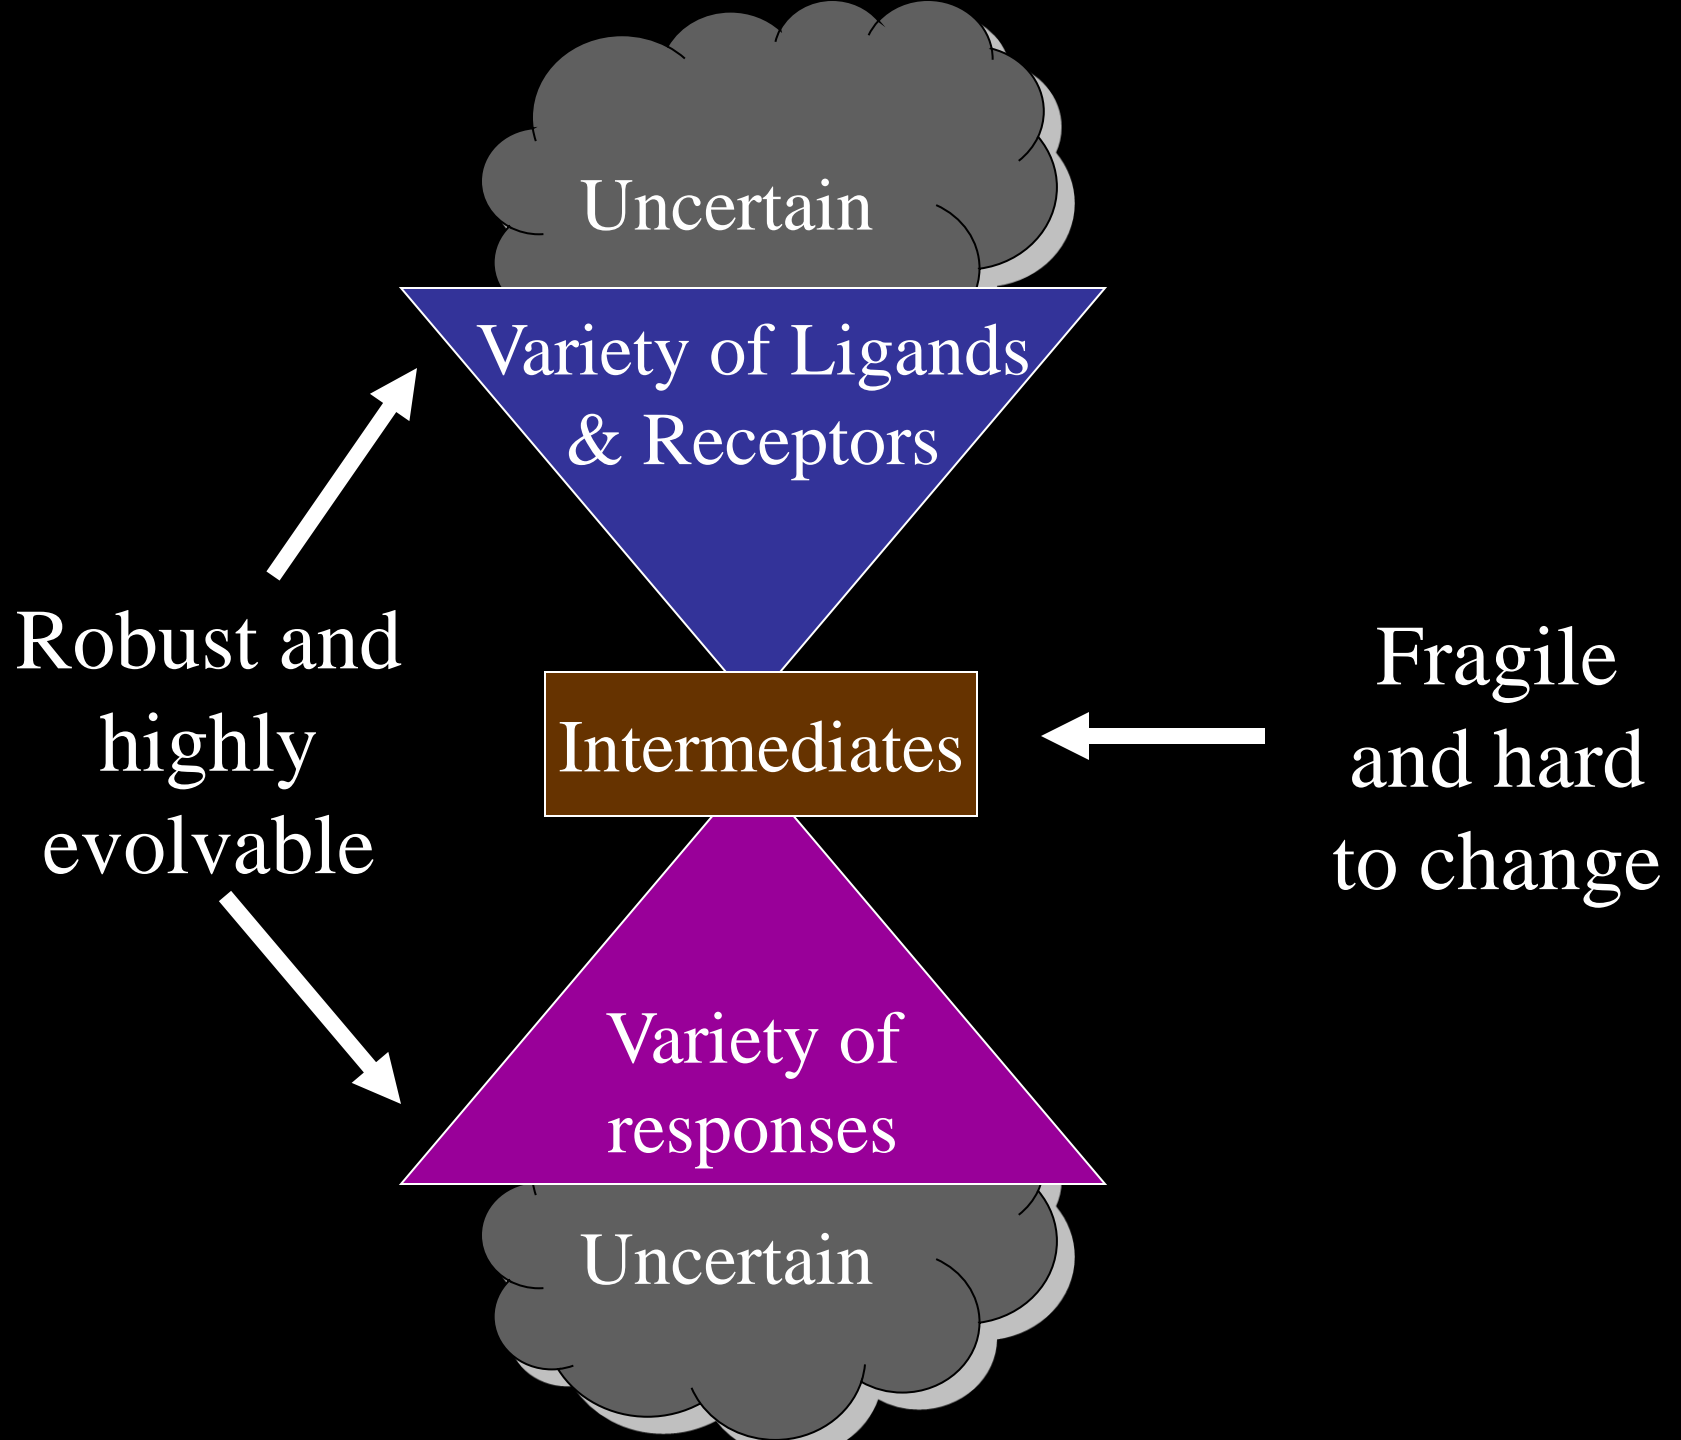 Uncertain
Variety of Ligands
& Receptors
Robust and
highly
evolvable
Intermediates
Fragile
and hard
to change
Variety of
responses
Uncertain